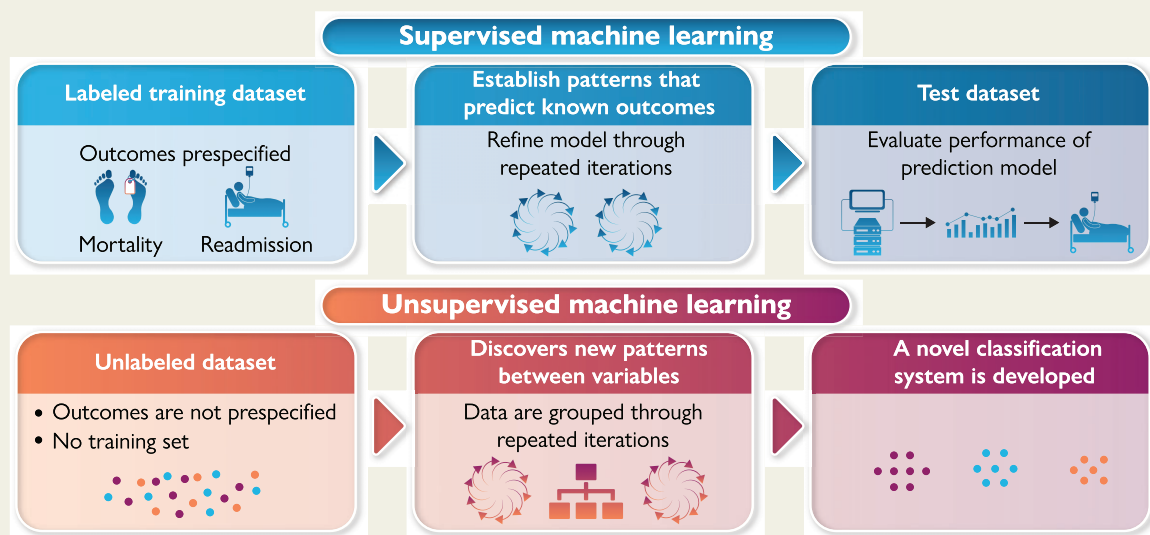 Supervised machine learning
Labeled training dataset
Outcomes prespecified
Mortality
Readmission
Establish patterns that
predict known outcomes
Refine model through
repeated iterations
Test dataset
Evaluate performance of
prediction model
Unsupervised machine learning
Unlabeled dataset
• Outcomes are not prespecified
• No training set
Discovers new patterns
between variables
Data are grouped through
repeated iterations
A novel classification
system is developed